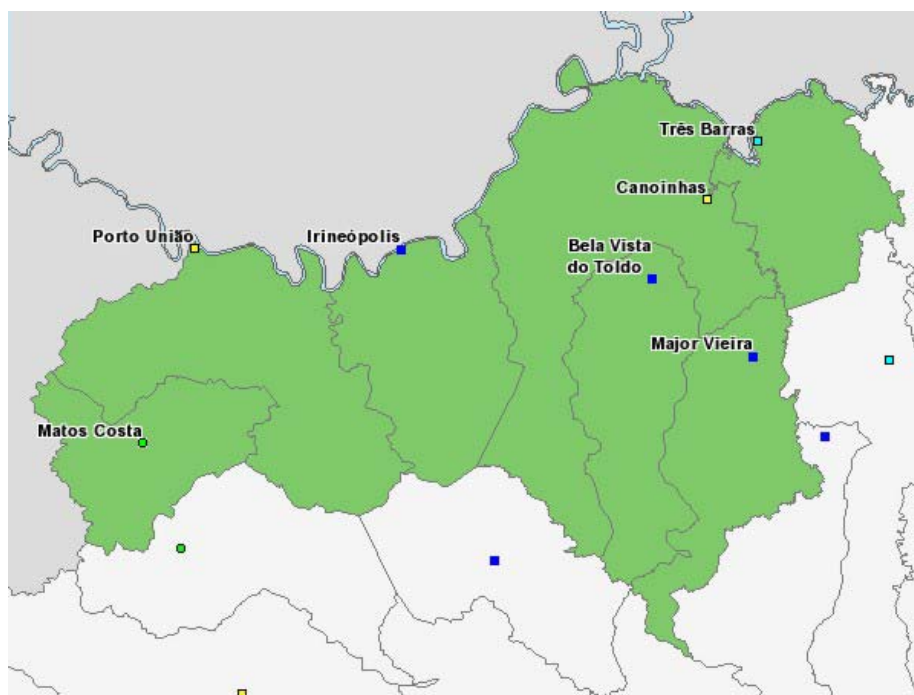 Três Barras
Canoinhas
Porto União
Irineópolis
Bela Vista
do Toldo
Major Vieira
Matos Costa